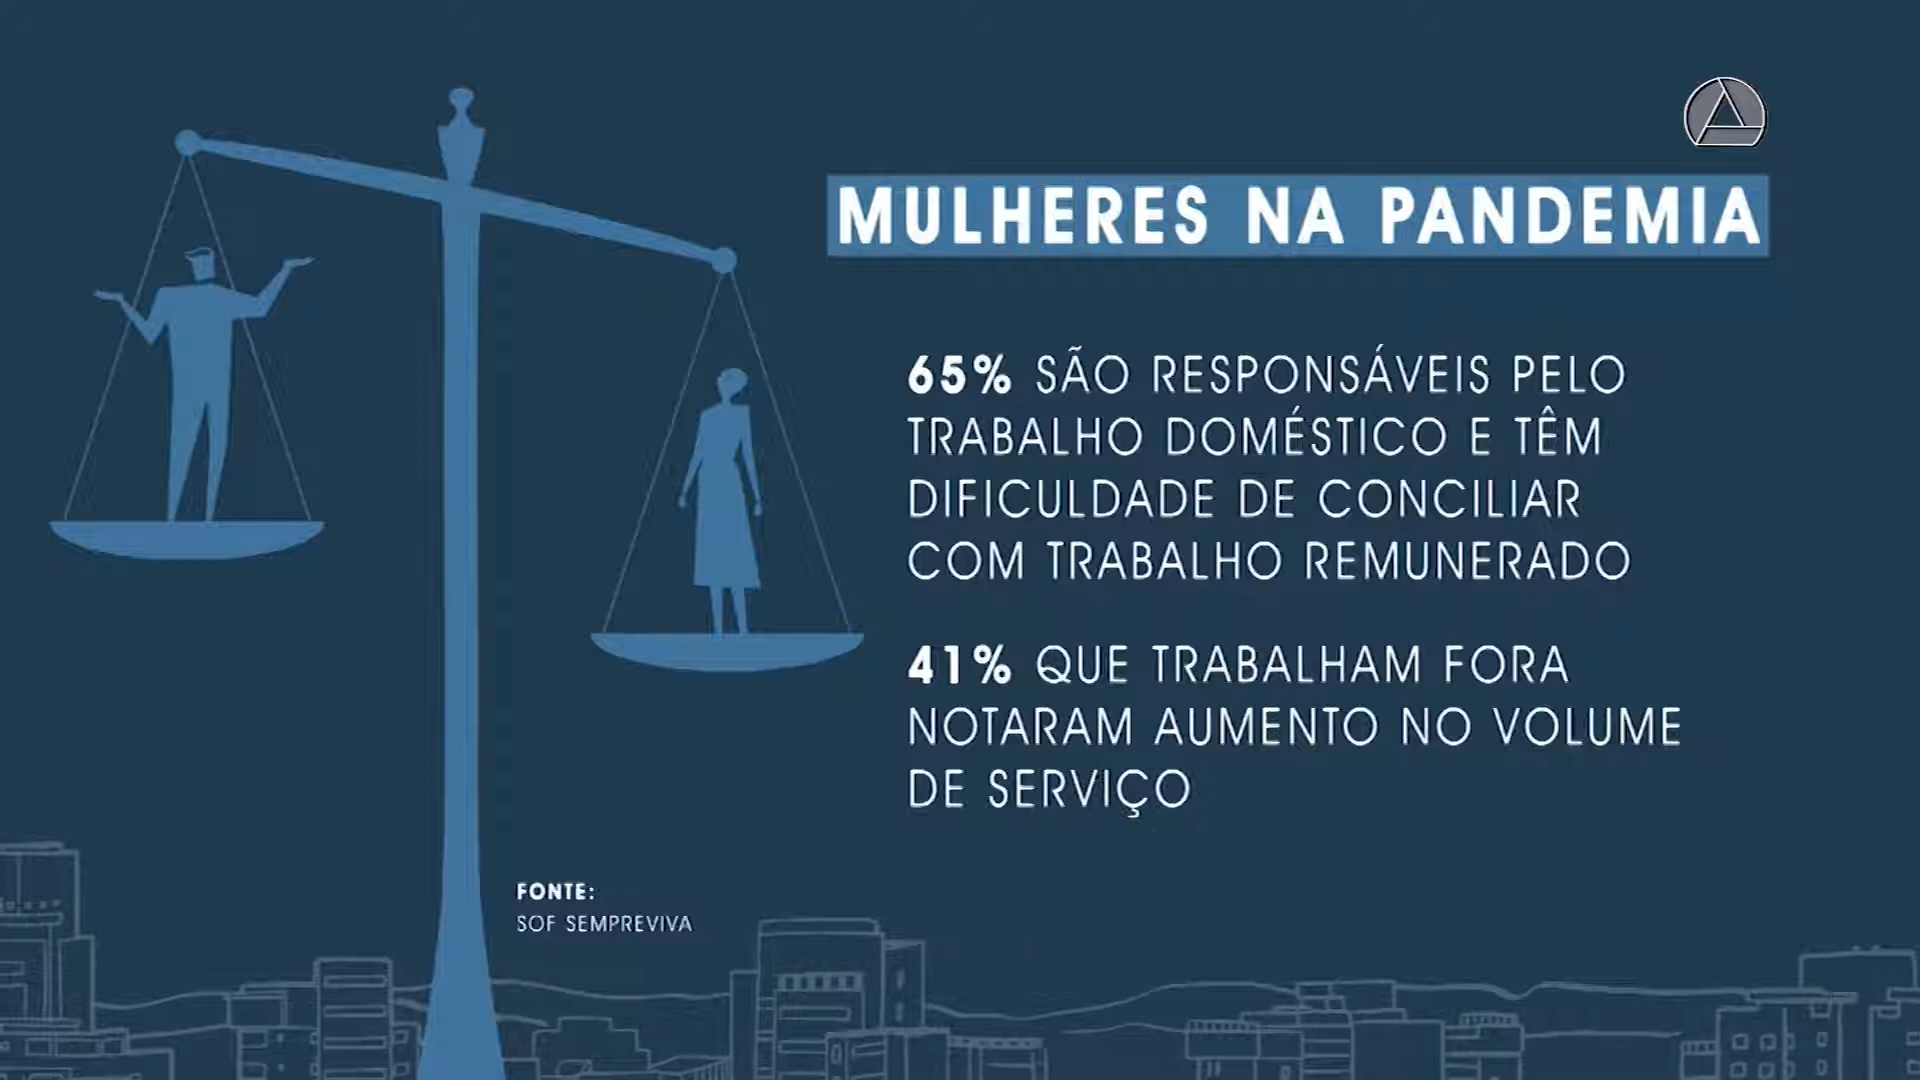 MULHERES NA PANDEMIA
65% SÃO RESPONSÁVEIS PELO
TRABALHO DOMÉSTICO E TÊM
DIFICULDADE DE CONCILIAR
COM TRABALHO REMUNERADO
41% QUE TRABALHAM FORA
NOTARAM AUMENTO NO VOLUME
DE SERVIÇO
FONTE:
SOF SEMPREVIVA